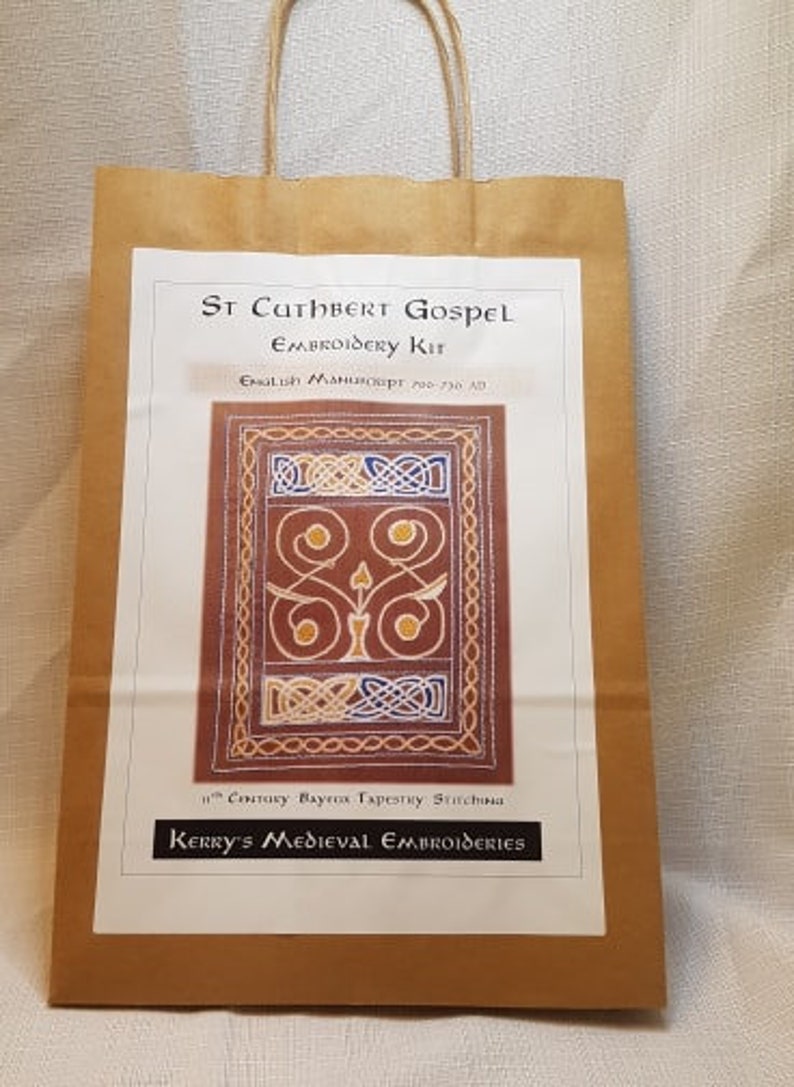 St Cuthbert Gospel
Embroidery Kit
English Manuscript 700-730 AD
11th Century Bayeux Tapestry Stitching
Kerry's Medieval Embroideries